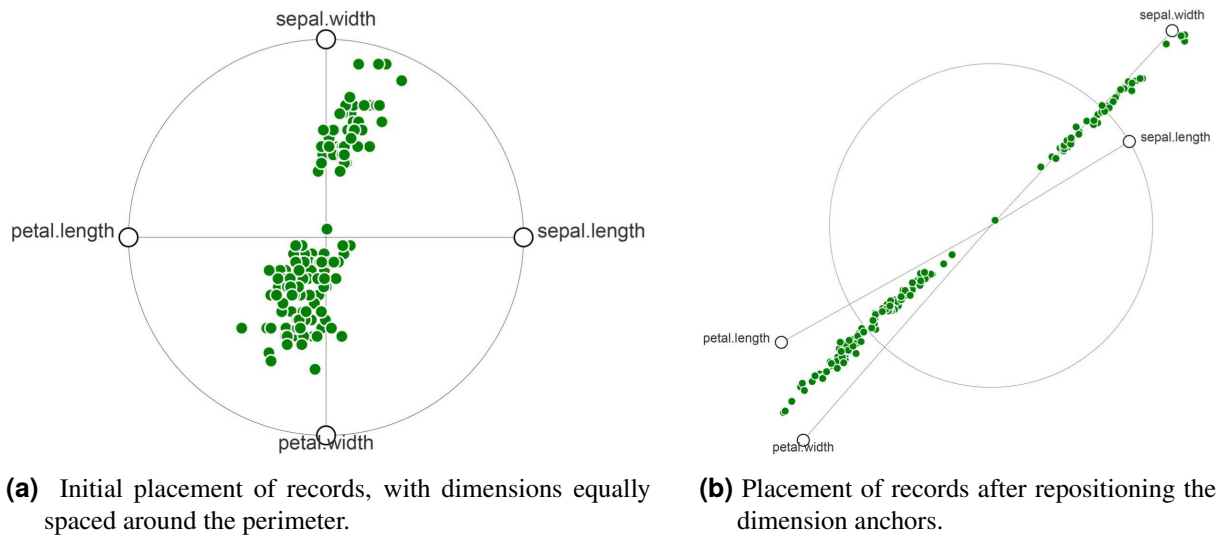 sepal.width
petal.length
sepal.length
petal.width
(a) Initial placement of records, with dimensions equally
spaced around the perimeter.
sepal.width
sepal.length
petal.length
petal.width
(b) Placement of records after repositioning the
dimension anchors.